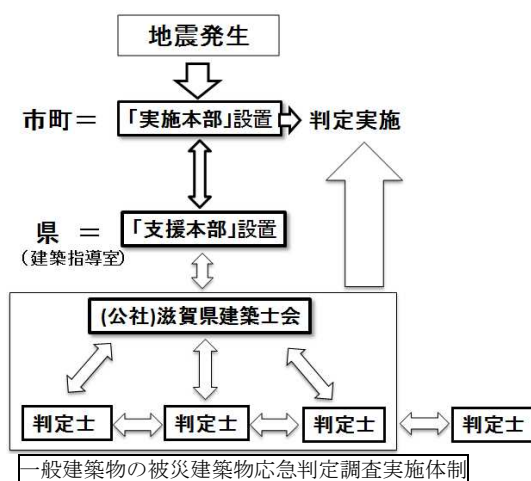 地震発生
市町＝ 「実施本部」設置 判定実施
県 ＝ 「支援本部」設置
(建築指導室)
(公社)滋賀県建築士会
判定士 判定士 判定士 判定士
一般建築物の被災建築物応急判定調査実施体制